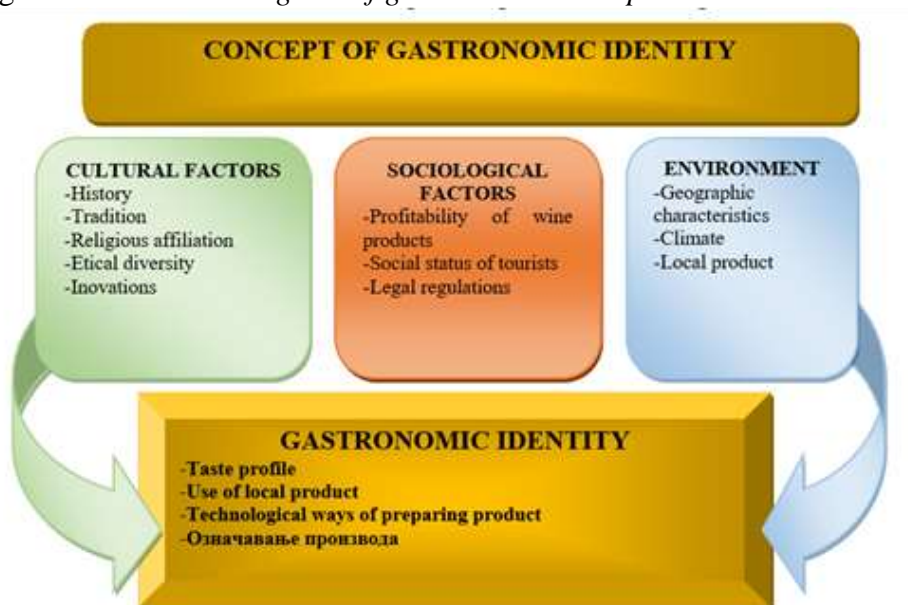 CONCEPT OF GASTRONOMIC IDENTITY
CULTURAL FACTORS
-History
-Tradition
-Religious affiliation
-Etical diversity
-Inovations
SOCIOLOGICAL
FACTORS
-Profitability of wine
products
-Social status of tourists
-Legal regulations
ENVIRONMENT
-Geographic
characteristics
-Climate
-Local product
GASTRONOMIC IDENTITY
-Taste profile
-Use of local product
-Technological ways of preparing product
-Означавање производа